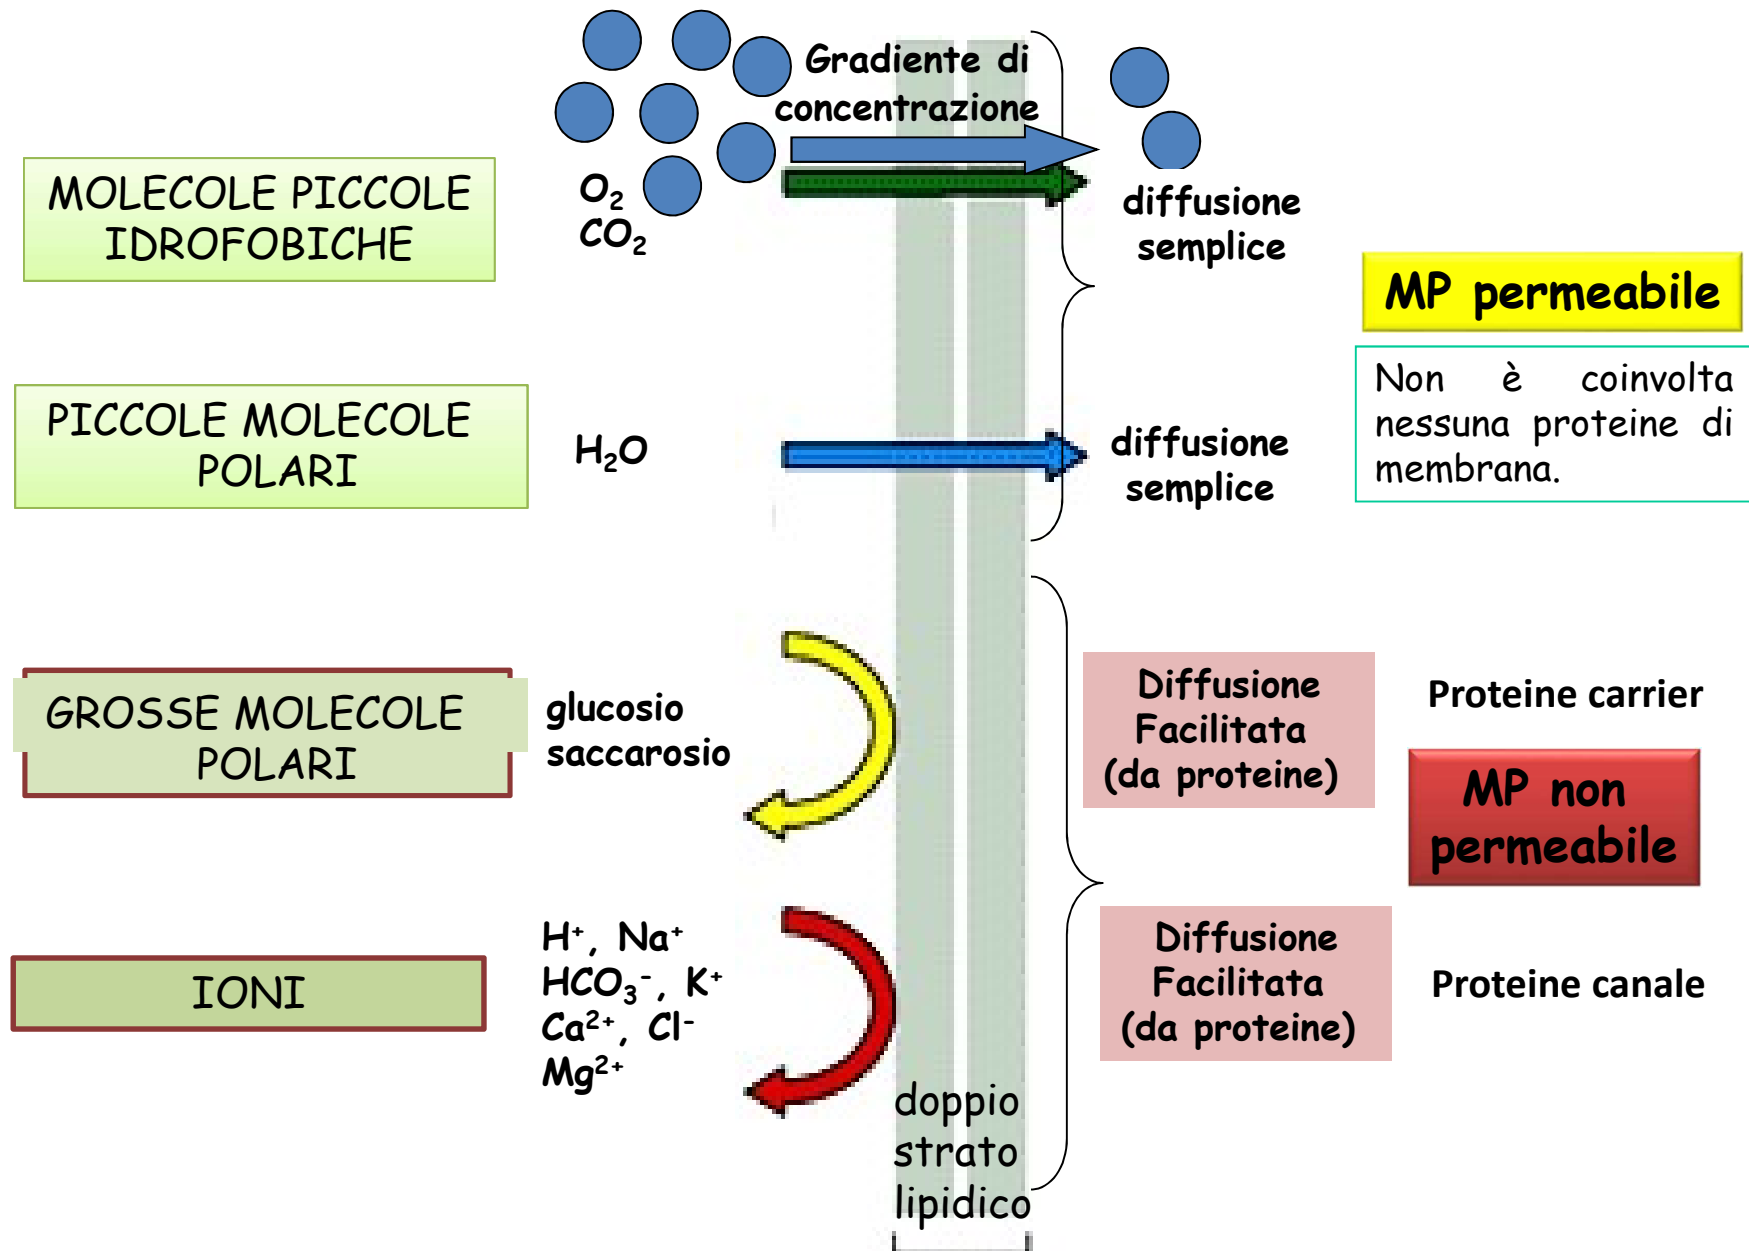 Gradiente di
concentrazione
MOLECOLE PICCOLE
IDROFOBICHE
O₂
CO₂
diffusione
semplice
MP permeabile
Non è coinvolta
nessuna proteine di
membrana.
PICCOLE MOLECOLE
POLARI
H₂O
diffusione
semplice
GROSSE MOLECOLE
POLARI
glucosio
saccarosio
Diffusione
Facilitata
(da proteine)
Proteine carrier
MP non
permeabile
IONI
H⁺, Na⁺
HCO₃⁻, K⁺
Ca²⁺, Cl⁻
Mg²⁺
Diffusione
Facilitata
(da proteine)
Proteine canale
doppio
strato
lipidico